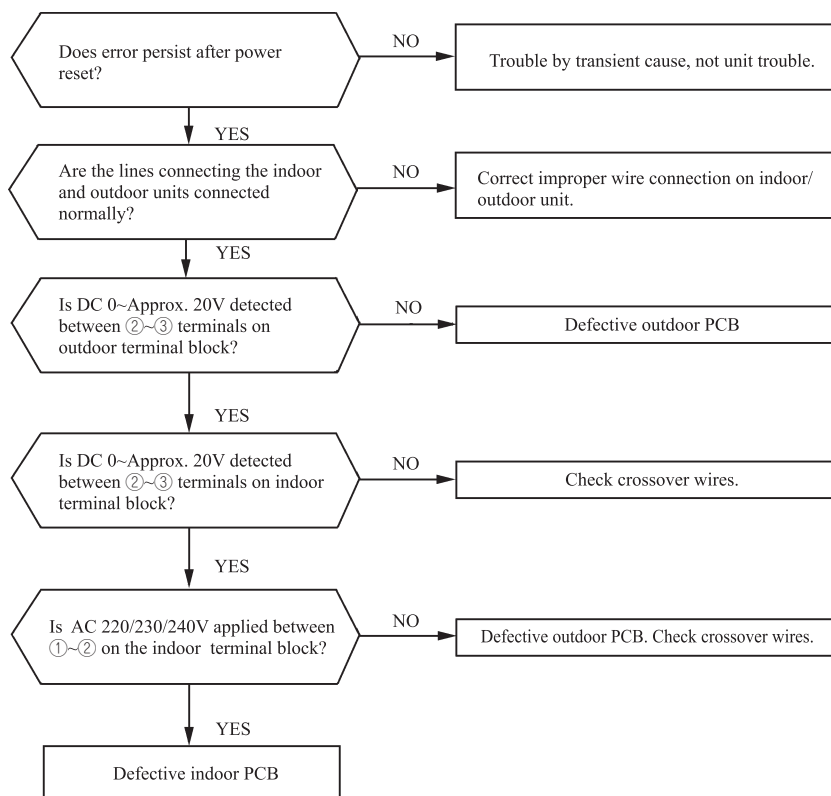 Does error persist after power
reset?
NO
Trouble by transient cause, not unit trouble.
YES
Are the lines connecting the indoor
and outdoor units connected
normally?
NO
Correct improper wire connection on indoor/
outdoor unit.
YES
Is DC 0~Approx. 20V detected
between ②~③ terminals on
outdoor terminal block?
NO
Defective outdoor PCB
YES
Is DC 0~Approx. 20V detected
between ②~③ terminals on indoor
terminal block?
NO
Check crossover wires.
YES
Is AC 220/230/240V applied between
①~② on the indoor terminal block?
NO
Defective outdoor PCB. Check crossover wires.
YES
Defective indoor PCB